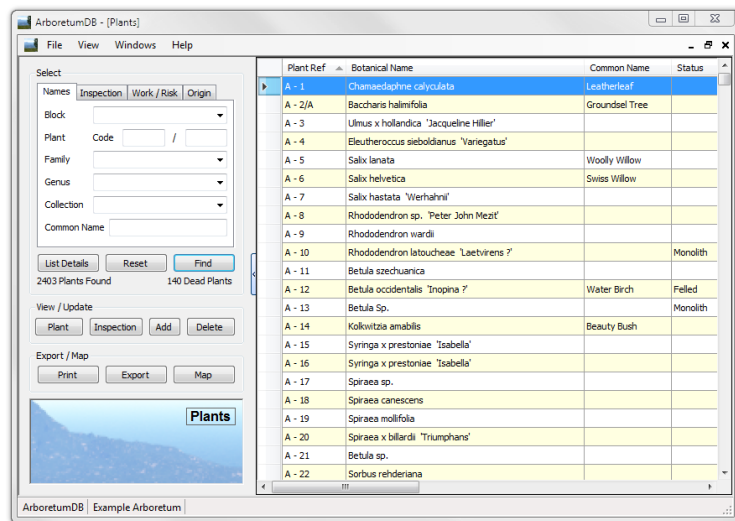 ArboretumDB - [Plants]
File View Windows Help
Select
Names Inspection Work / Risk Origin
Block
Plant Code /
Family
Genus
Collection
Common Name
List Details Reset Find
2403 Plants Found 140 Dead Plants
View / Update
Plant Inspection Add Delete
Export / Map
Print Export Map
Plants
Plant Ref Botanical Name Common Name Status
A - 1 Chamaedaphne calyculata Leatherleaf
A - 2/A Baccharis halimifolia Groundsel Tree
A - 3 Ulmus x hollandica 'Jacqueline Hillier'
A - 4 Eleutheroccus sieboldianus 'Variegatus'
A - 5 Salix lanata Woolly Willow
A - 6 Salix helvetica Swiss Willow
A - 7 Salix hastata 'Werhahnii'
A - 8 Rhododendron sp. 'Peter John Mezit'
A - 9 Rhododendron wardii
A - 10 Rhododendron latoucheae 'Laetvirens ?' Monolith
A - 11 Betula szechuanica
A - 12 Betula occidentalis 'Inopina ?' Water Birch Felled
A - 13 Betula Sp. Monolith
A - 14 Kolkwitzia amabilis Beauty Bush
A - 15 Syringa x prestoniae 'Isabella'
A - 16 Syringa x prestoniae 'Isabella'
A - 17 Spiraea sp.
A - 18 Spiraea canescens
A - 19 Spiraea mollifolia
A - 20 Spiraea x billardii 'Triumphans'
A - 21 Betula sp.
A - 22 Sorbus rehderiana
ArboretumDB Example Arboretum